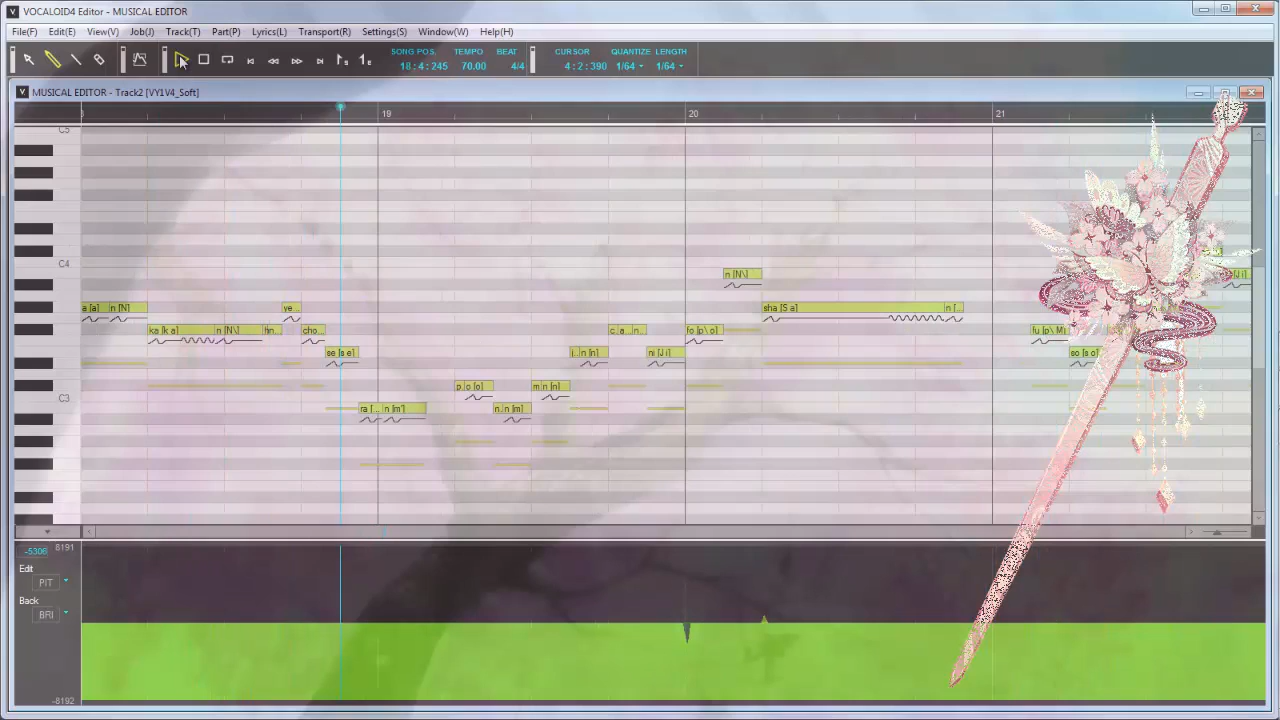 VOCALOID4 Editor - MUSICAL EDITOR
File(F) Edit(E) View(V) Job(J) Track(T) Part(P) Lyrics(L) Transport(R) Settings(S) Window(W) Help(H)
SONG POS. TEMPO BEAT CURSOR QUANTIZE LENGTH
18:4:245 70.00 4/4 4:2:390 1/64 1/64
MUSICAL EDITOR - Track2 [VY1V4_Soft]
19 20 21
C5
C4
n [N\]
a [a] n [N] ve... sha [S a] n [...
ka [k a] n [N\] cho... c. a... n... fo [p\ o] fu [p\ M]
se [s e] n [n] ni [J i] so [s o]
p. o [o] m. n [n]
C3
ra [... n [m'] n. n [m]
-5306 8191
Edit
PIT
Back
BRI
-8192